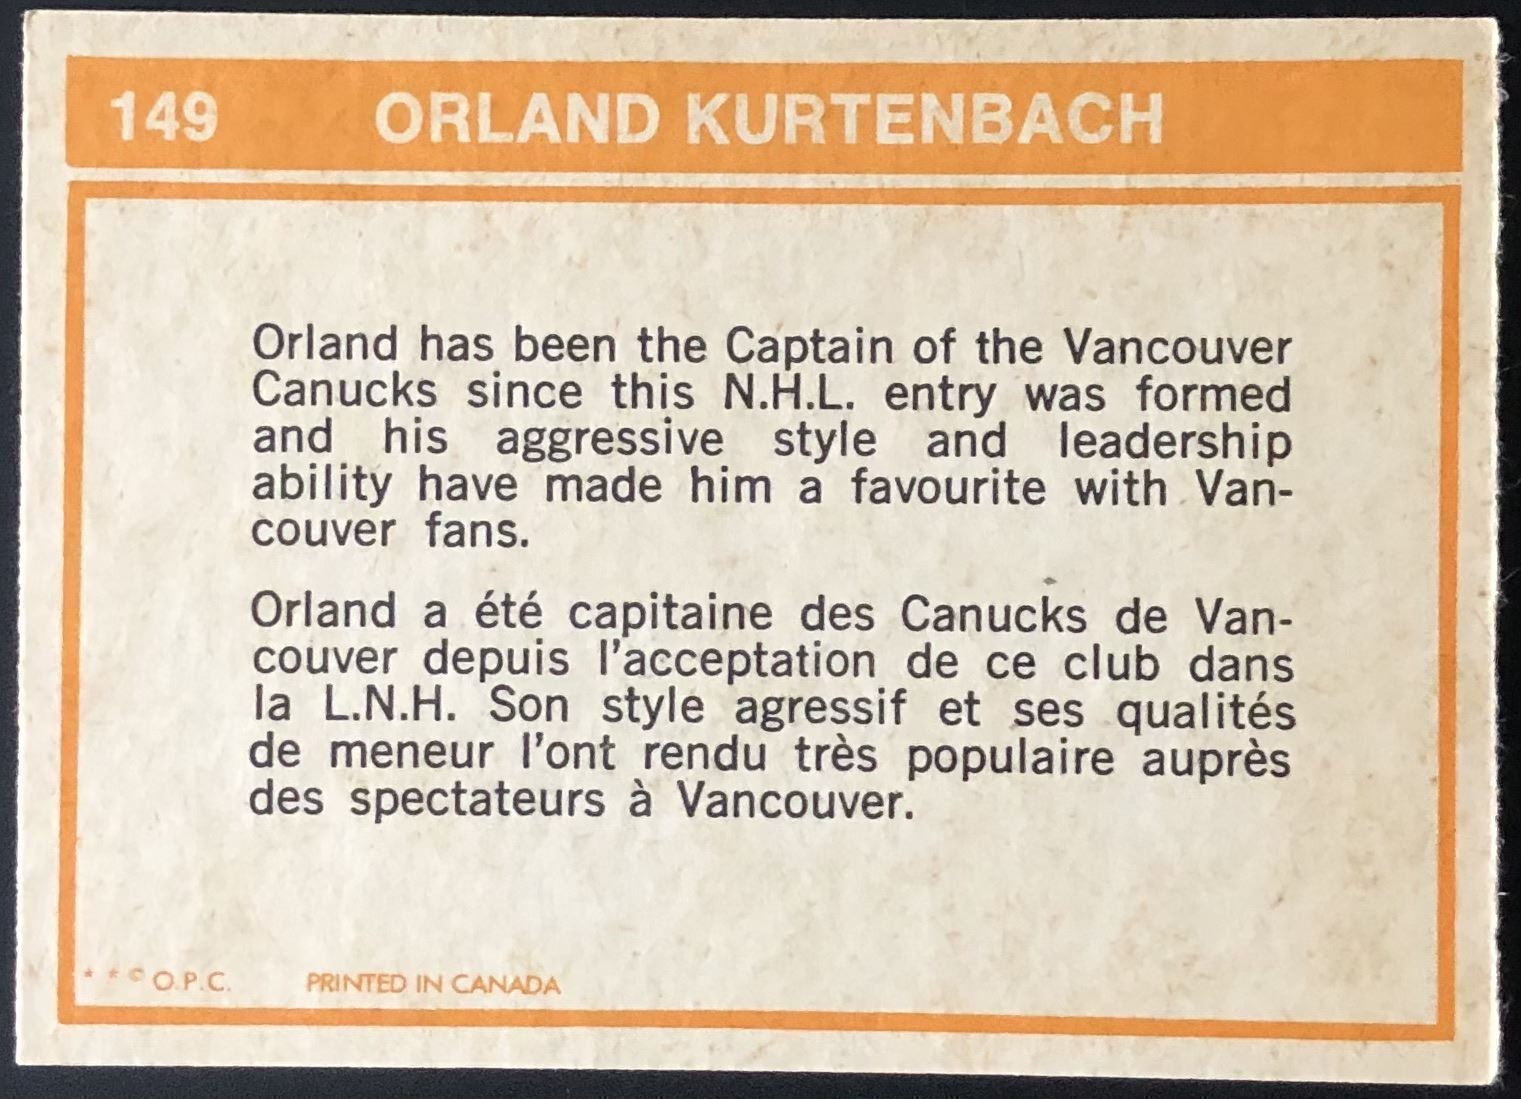 149 ORLAND KURTENBACH
Orland has been the Captain of the Vancouver
Canucks since this N.H.L. entry was formed
and his aggressive style and leadership
ability have made him a favourite with Van-
couver fans.
Orland a été capitaine des Canucks de Van-
couver depuis l'acceptation de ce club dans
la L.N.H. Son style agressif et ses qualités
de meneur l'ont rendu très populaire auprès
des spectateurs à Vancouver.
* * © O.P.C. PRINTED IN CANADA